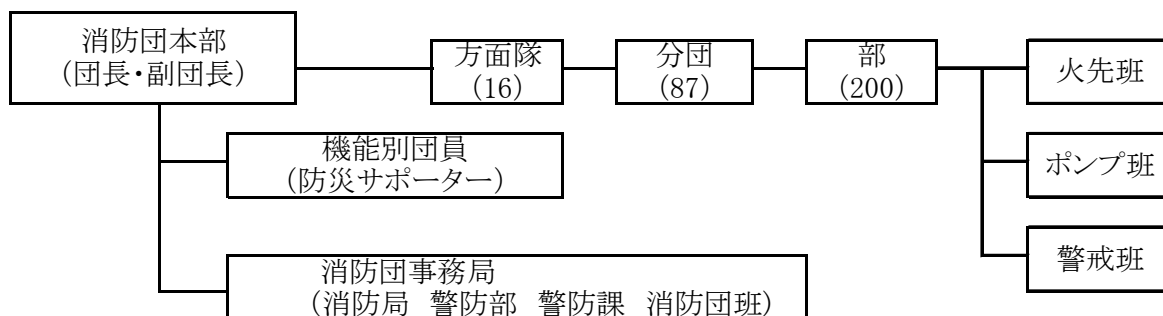 消防団本部
(団長・副団長)
方面隊
(16)
分団
(87)
部
(200)
火先班
ポンプ班
警戒班
機能別団員
(防災サポーター)
消防団事務局
(消防局 警防部 警防課 消防団班)